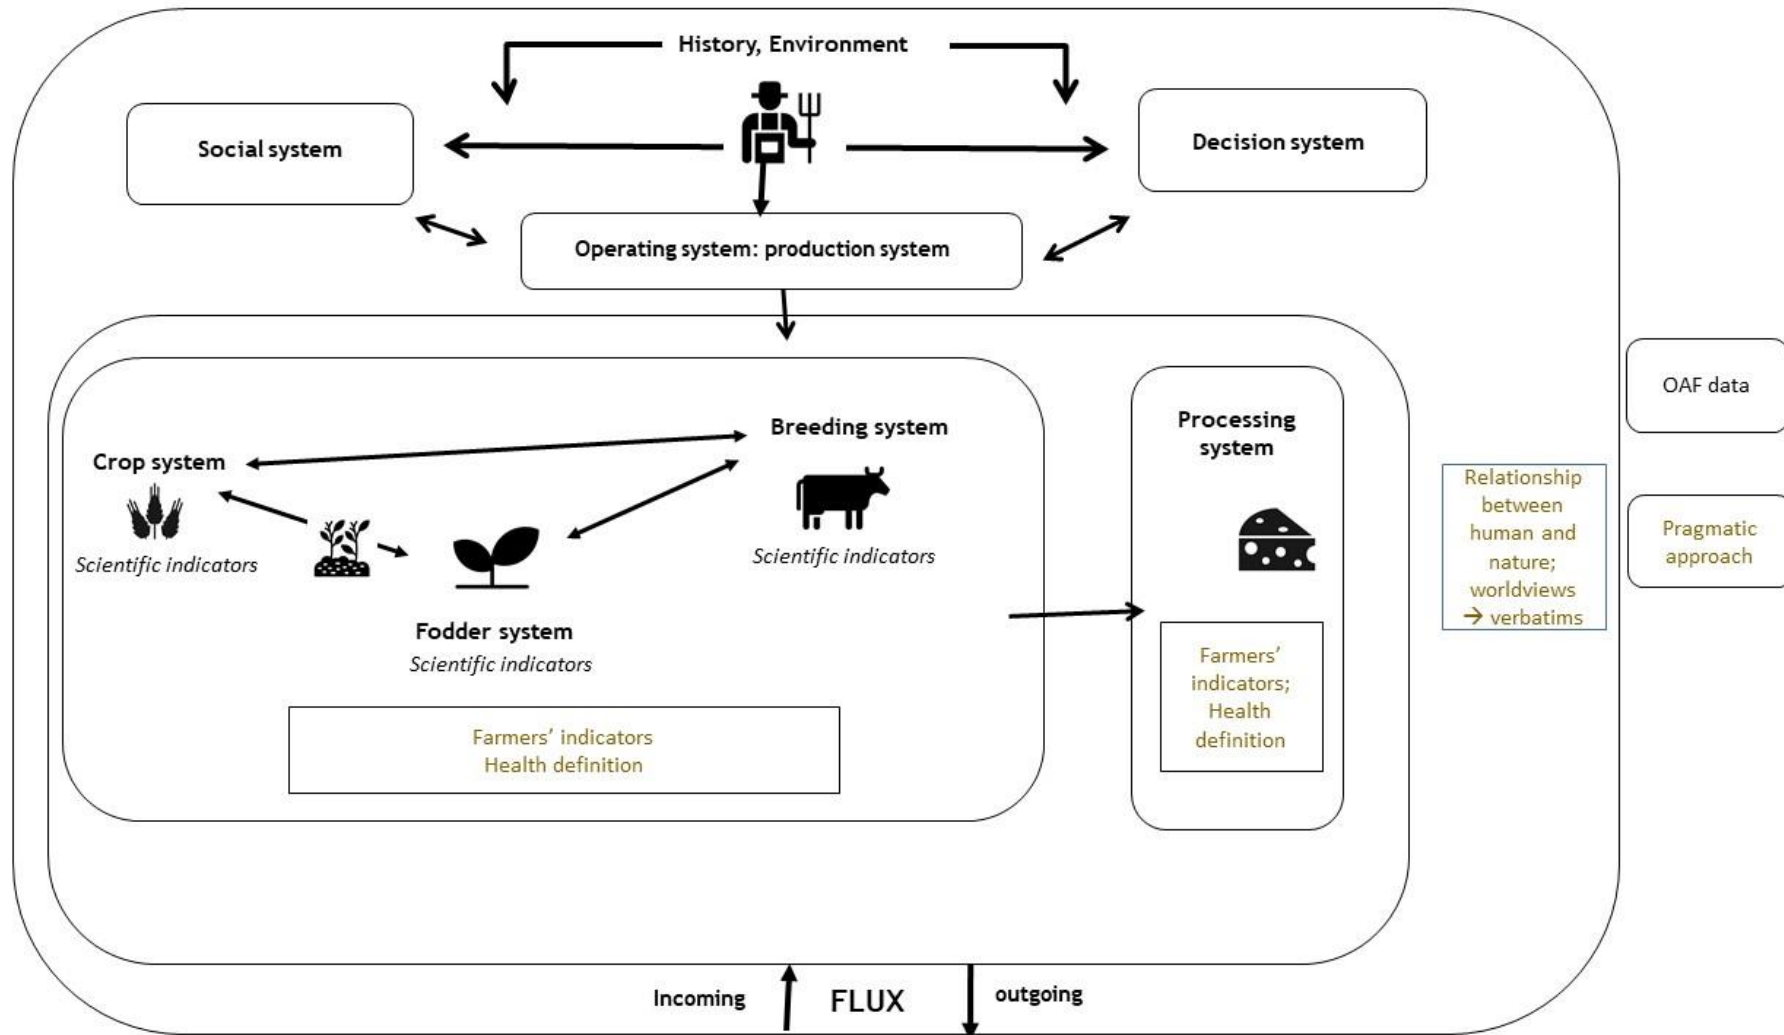 History, Environment
Social system
Decision system
Operating system: production system
Breeding system
Crop system
Scientific indicators
Scientific indicators
Fodder system
Scientific indicators
Farmers' indicators
Health definition
Processing
system
Farmers'
indicators;
Health
definition
Relationship
between
human and
nature;
worldviews
→ verbatims
OAF data
Pragmatic
approach
Incoming
FLUX
outgoing